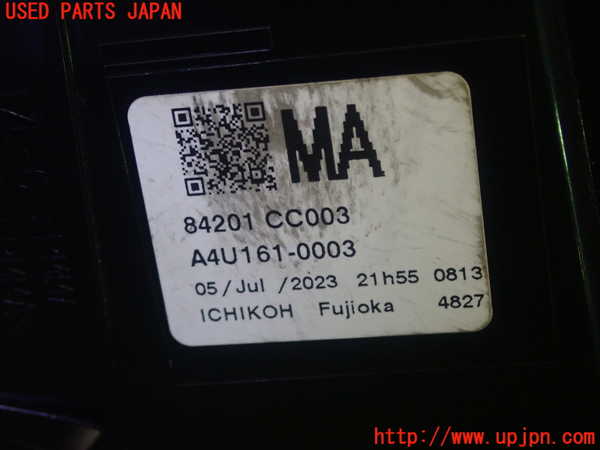 USED PARTS JAPAN
MA
84201 CC003
A4U161-0003
05/Jul/2023 21h55 0813
ICHIKOH Fujioka 4827
http://www.upjpn.com/